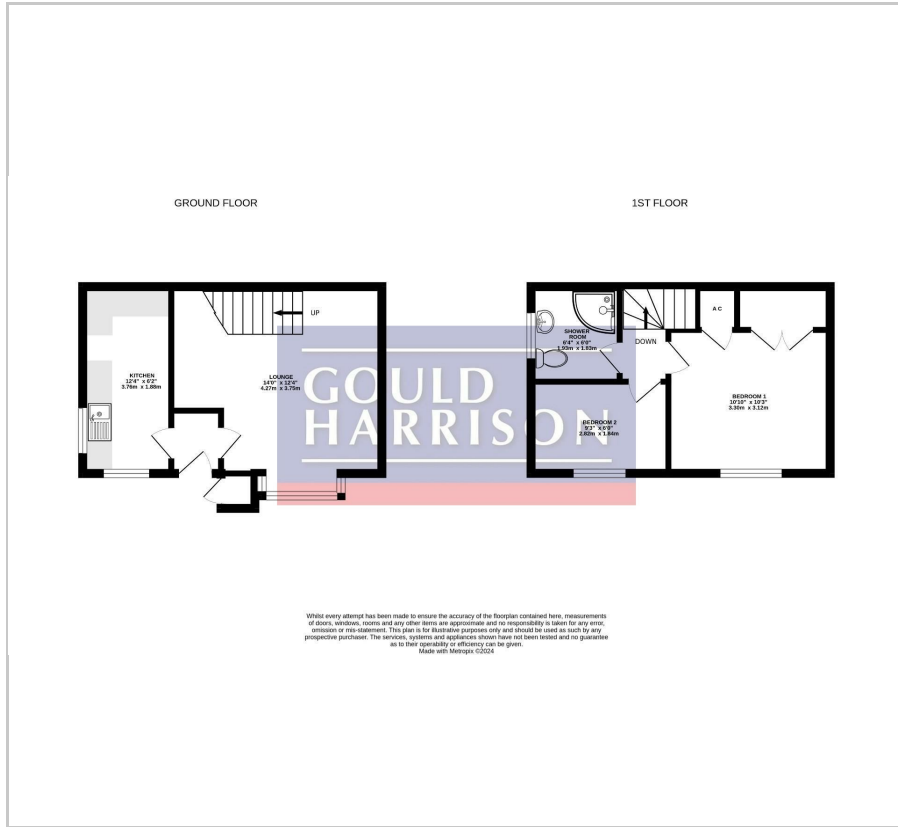 GROUND FLOOR
1ST FLOOR
KITCHEN
12'4" x 6'2"
3.76m x 1.88m
UP
LOUNGE
14'0" x 12'4"
4.27m x 3.75m
SHOWER
ROOM
6'4" x 6'0"
1.93m x 1.83m
DOWN
A C
BEDROOM 1
10'10" x 10'3"
3.30m x 3.12m
BEDROOM 2
9'3" x 6'0"
2.82m x 1.84m
GOULD
HARRISON
Whilst every attempt has been made to ensure the accuracy of the floorplan contained here, measurements
of doors, windows, rooms and any other items are approximate and no responsibility is taken for any error,
omission or mis-statement. This plan is for illustrative purposes only and should be used as such by any
prospective purchaser. The services, systems and appliances shown have not been tested and no guarantee
as to their operability or efficiency can be given.
Made with Metropix ©2024